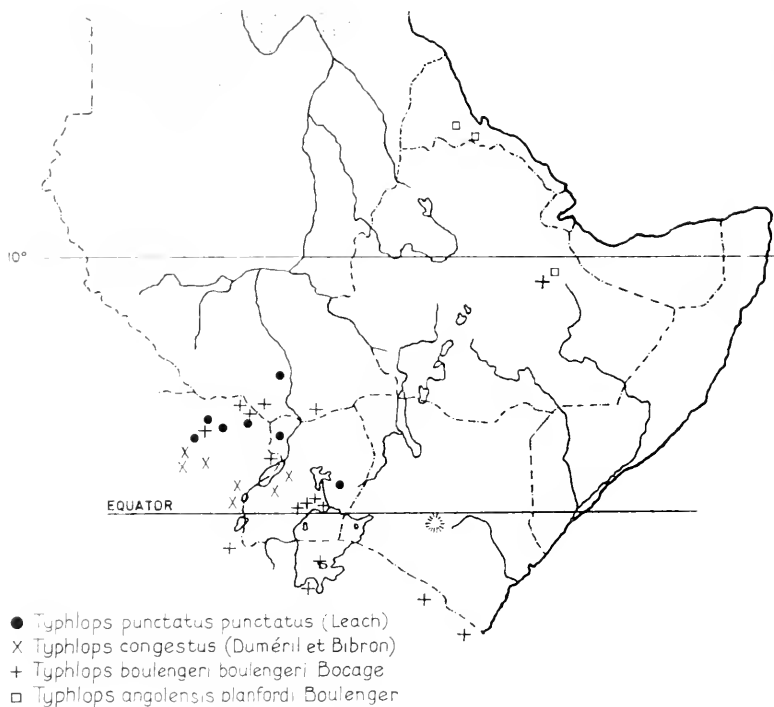 10°
EQUATOR
Typhlops punctatus punctatus (Leach)
Typhlops congestus (Duméril et Bibron)
Typhlops boulengeri boulengeri Bocage
Typhlops angolensis blanfordi Boulenger